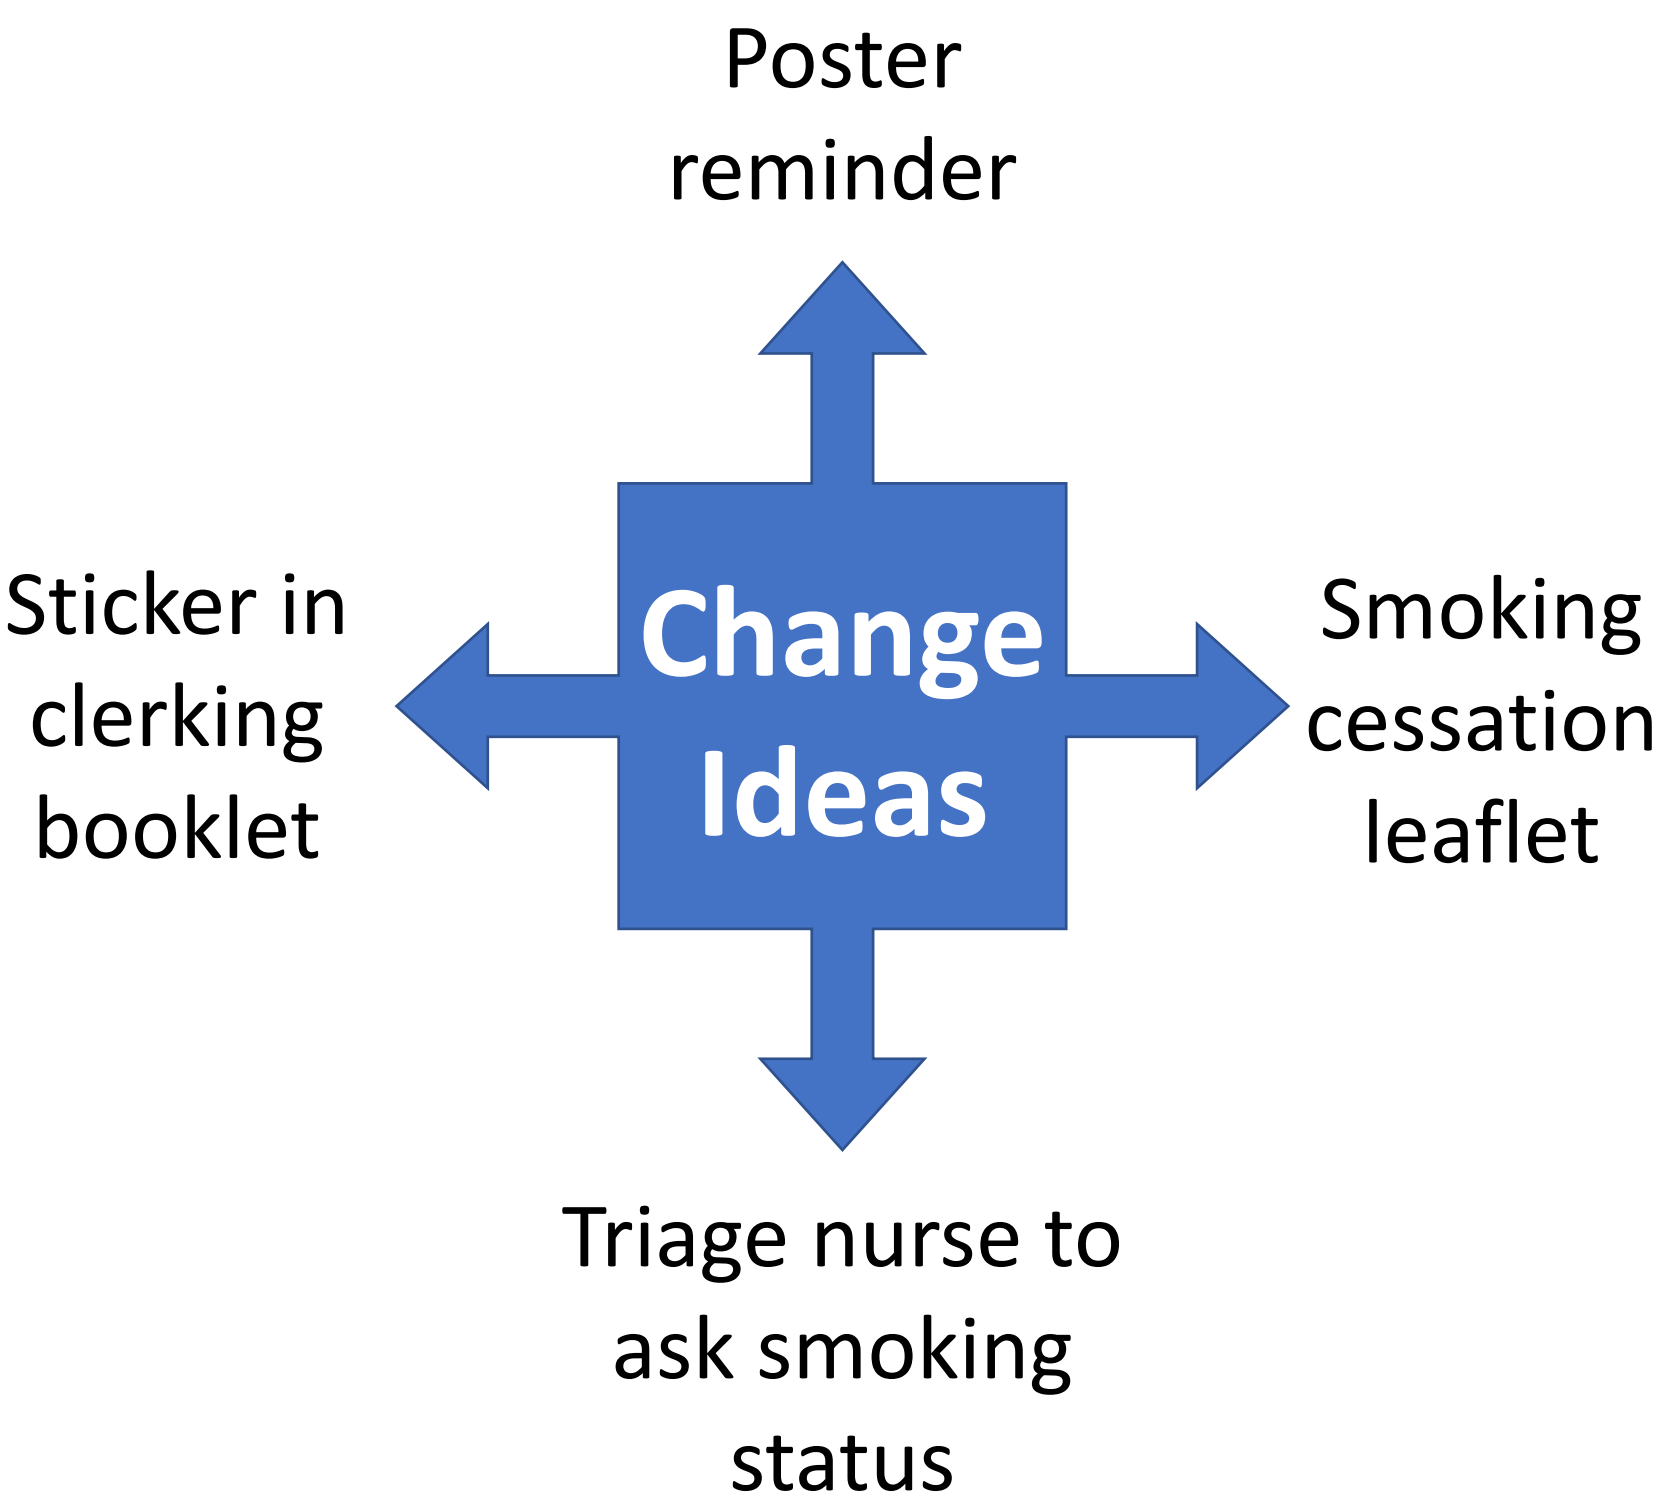 Poster
reminder
Sticker in
clerking
booklet
Change
Ideas
Smoking
cessation
leaflet
Triage nurse to
ask smoking
status